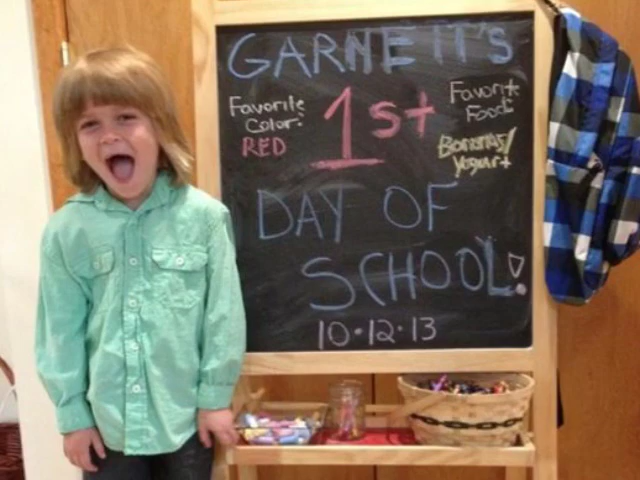 GARNETT'S
Favorite
Color:
RED
1st
Favorite
Food:
Bananas/
Yogurt
DAY OF
SCHOOL!
10•12•13